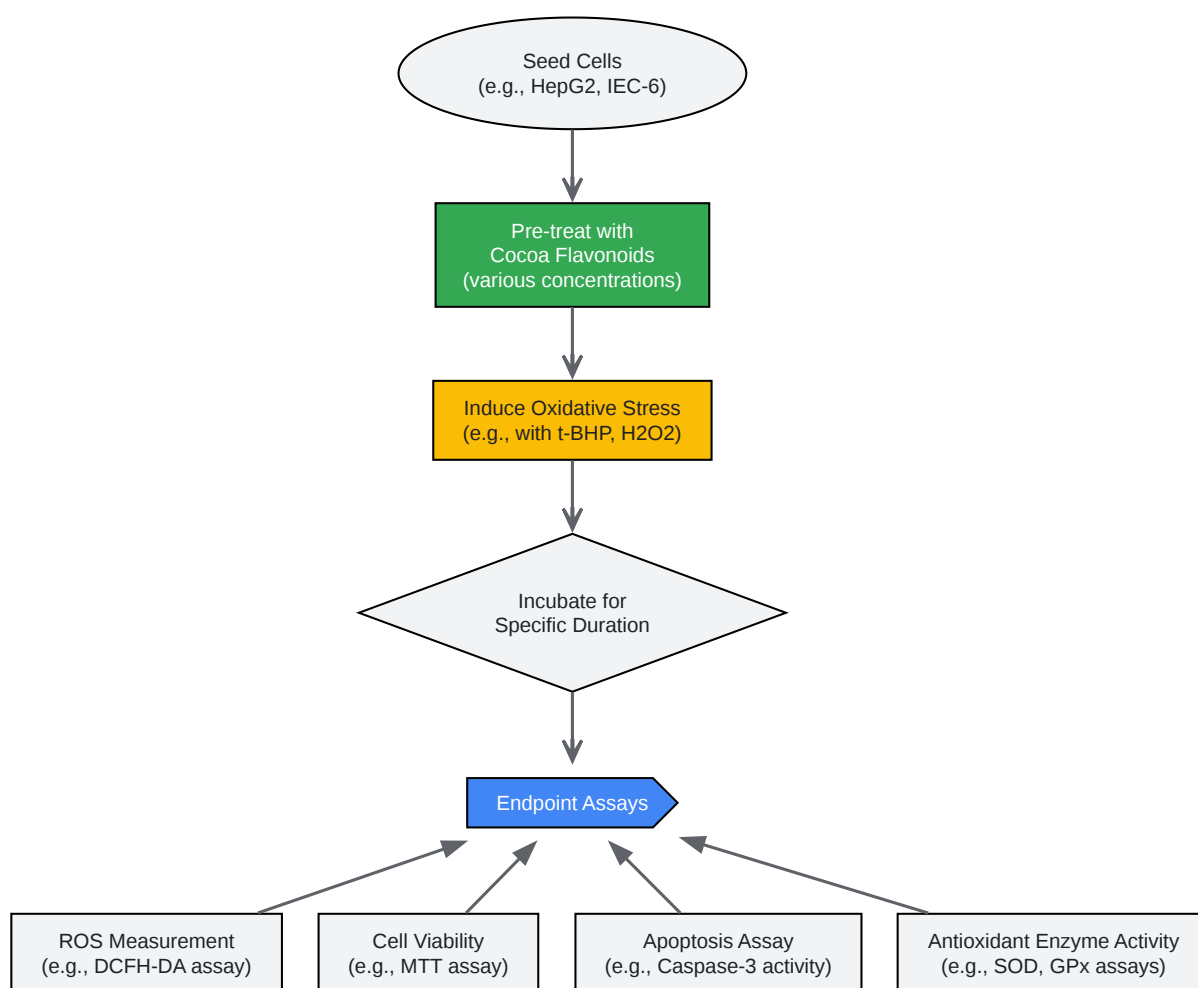 Seed Cells
(e.g., HepG2, IEC-6)
Pre-treat with
Cocoa Flavonoids
(various concentrations)
Induce Oxidative Stress
(e.g., with t-BHP, H2O2)
Incubate for
Specific Duration
Endpoint Assays
ROS Measurement
(e.g., DCFH-DA assay)
Cell Viability
(e.g., MTT assay)
Apoptosis Assay
(e.g., Caspase-3 activity)
Antioxidant Enzyme Activity
(e.g., SOD, GPx assays)